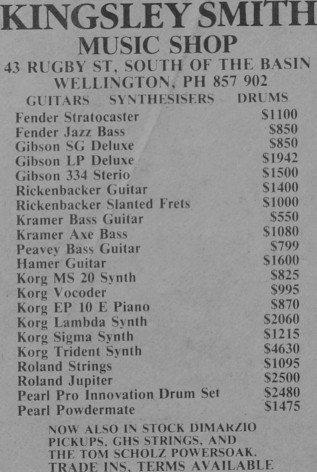 KINGSLEY SMITH
MUSIC SHOP
43 RUGBY ST, SOUTH OF THE BASIN
WELLINGTON, PH 857 902
GUITARS SYNTHESISERS DRUMS
Fender Stratocaster $1100
Fender Jazz Bass $850
Gibson SG Deluxe $850
Gibson LP Deluxe $1942
Gibson 334 Sterio $1500
Rickenbacker Guitar $1400
Rickenbacker Slanted Frets $1000
Kramer Bass Guitar $550
Kramer Axe Bass $1080
Peavey Bass Guitar $799
Hamer Guitar $1600
Korg MS 20 Synth $825
Korg Vocoder $995
Korg EP 10 E Piano $870
Korg Lambda Synth $2060
Korg Sigma Synth $1215
Korg Trident Synth $4630
Roland Strings $1095
Roland Jupiter $2500
Pearl Pro Innovation Drum Set $2480
Pearl Powdermate $1475
NOW ALSO IN STOCK DIMARZIO
PICKUPS, GHS STRINGS, AND
THE TOM SCHOLZ POWERSOAK.
TRADE INS, TERMS AVAILABLE